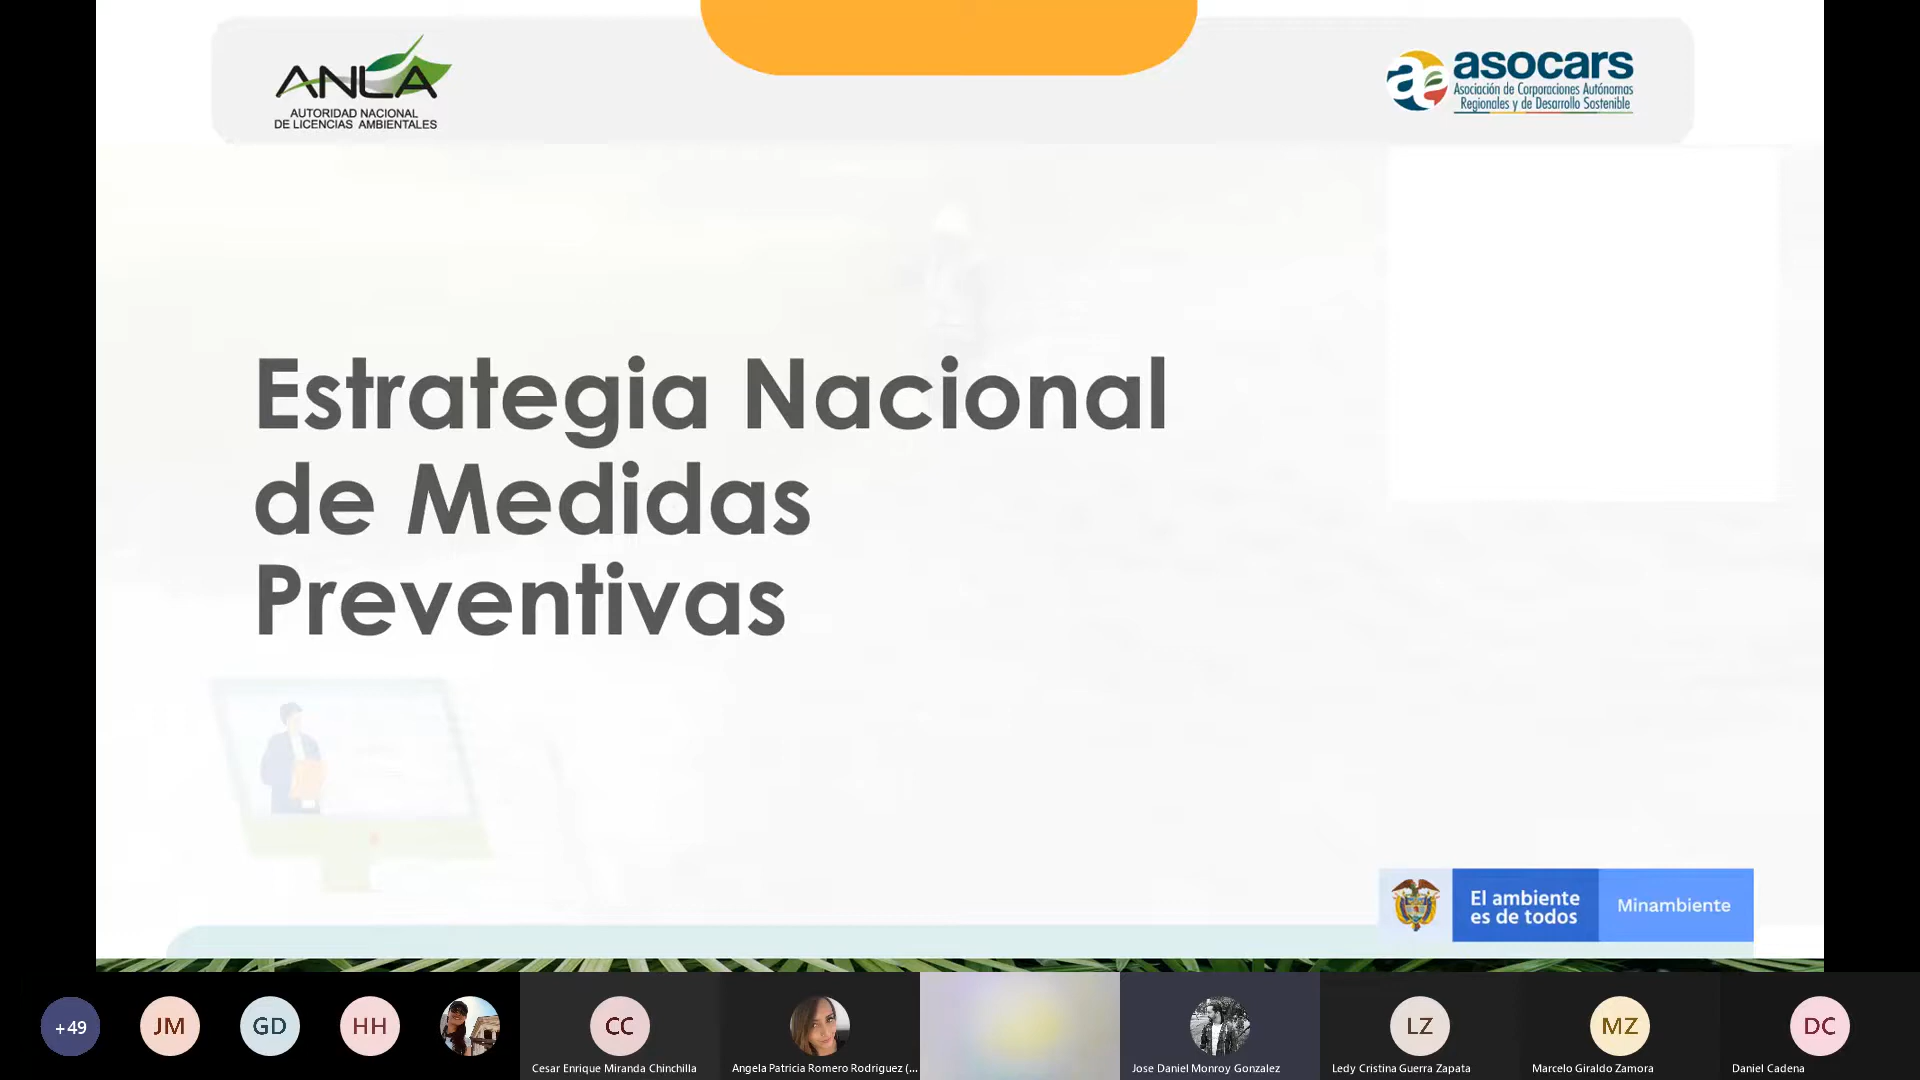 ANLA
AUTORIDAD NACIONAL
DE LICENCIAS AMBIENTALES
asocars
Asociación de Corporaciones Autónomas
Regionales y de Desarrollo Sostenible
Estrategia Nacional
de Medidas
Preventivas
El ambiente
es de todos
Minambiente
+49
JM
GD
HH
CC
LZ
MZ
DC
Cesar Enrique Miranda Chinchilla
Angela Patricia Romero Rodriguez (...
Jose Daniel Monroy Gonzalez
Ledy Cristina Guerra Zapata
Marcelo Giraldo Zamora
Daniel Cadena